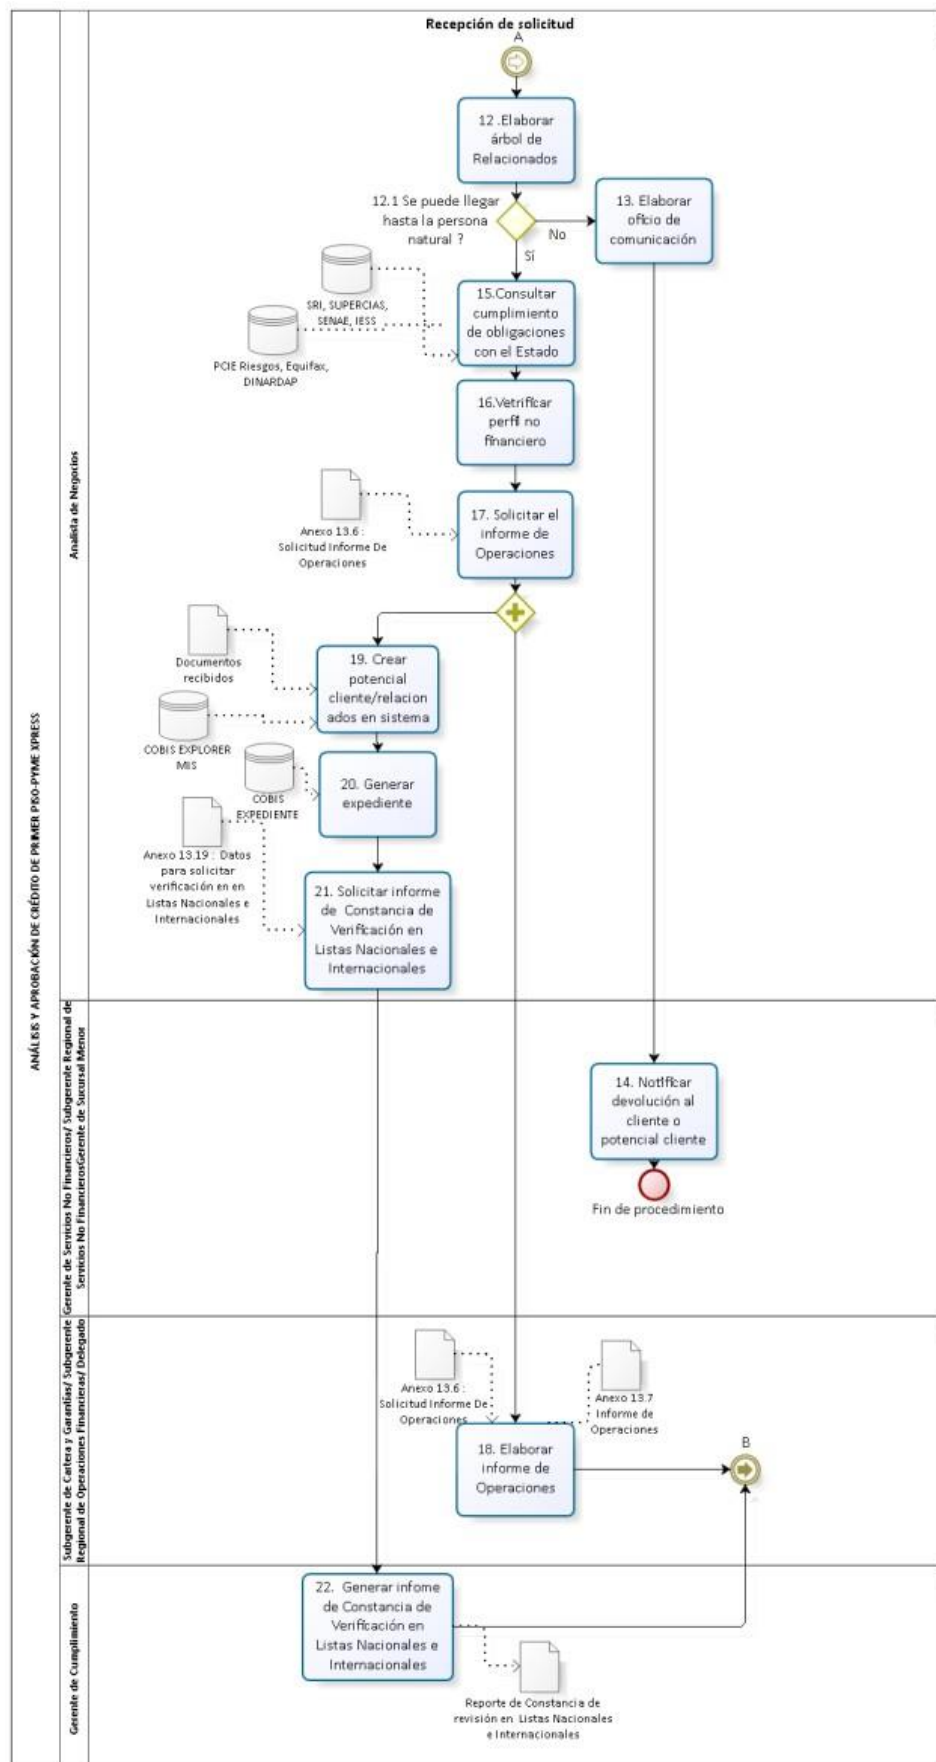 Recepción de solicitud
A
12 .Elaborar
árbol de
Relacionados
12.1 Se puede llegar
hasta la persona
natural ?
No
Sí
13. Elaborar
oficio de
comunicación
SRI, SUPERCIAS,
SENAE, IESS
PCIE Riesgos, Equifax,
DINARDAP
15.Consultar
cumplimiento
de obligaciones
con el Estado
16.Vetrificar
perfil no
financiero
Anexo 13.6 :
Solicitud Informe De
Operaciones
17. Solicitar el
informe de
Operaciones
Documentos
recibidos
19. Crear
potencial
cliente/relacion
ados en sistema
COBIS EXPLORER
MIS
COBIS
EXPEDIENTE
20. Generar
expediente
Anexo 13.19 : Datos
para solicitar
verificación en en
Listas Nacionales e
Internacionales
21. Solicitar informe
de Constancia de
Verificación en
Listas Nacionales e
Internacionales
14. Notificar
devolución al
cliente o
potencial cliente
Fin de procedimiento
Anexo 13.6 :
Solicitud Informe De
Operaciones
Anexo 13.7
Informe de
Operaciones
18. Elaborar
informe de
Operaciones
B
22. Generar infome
de Constancia de
Verificación en
Listas Nacionales e
Internacionales
Reporte de Constancia de
revisión en Listas Nacionales
e Internacionales
ANÁLISIS Y APROBACIÓN DE CRÉDITO DE PRIMER PISO-PYME XPRESS
Analista de Negocios
Gerente de Servicios No Financieros/ Subgerente Regional de
Servicios No FinancierosGerente de Sucursal Menor
Subgerente de Cartera y Garantías/ Subgerente
Regional de Operaciones Financieras/ Delegado
Gerente de Cumplimiento